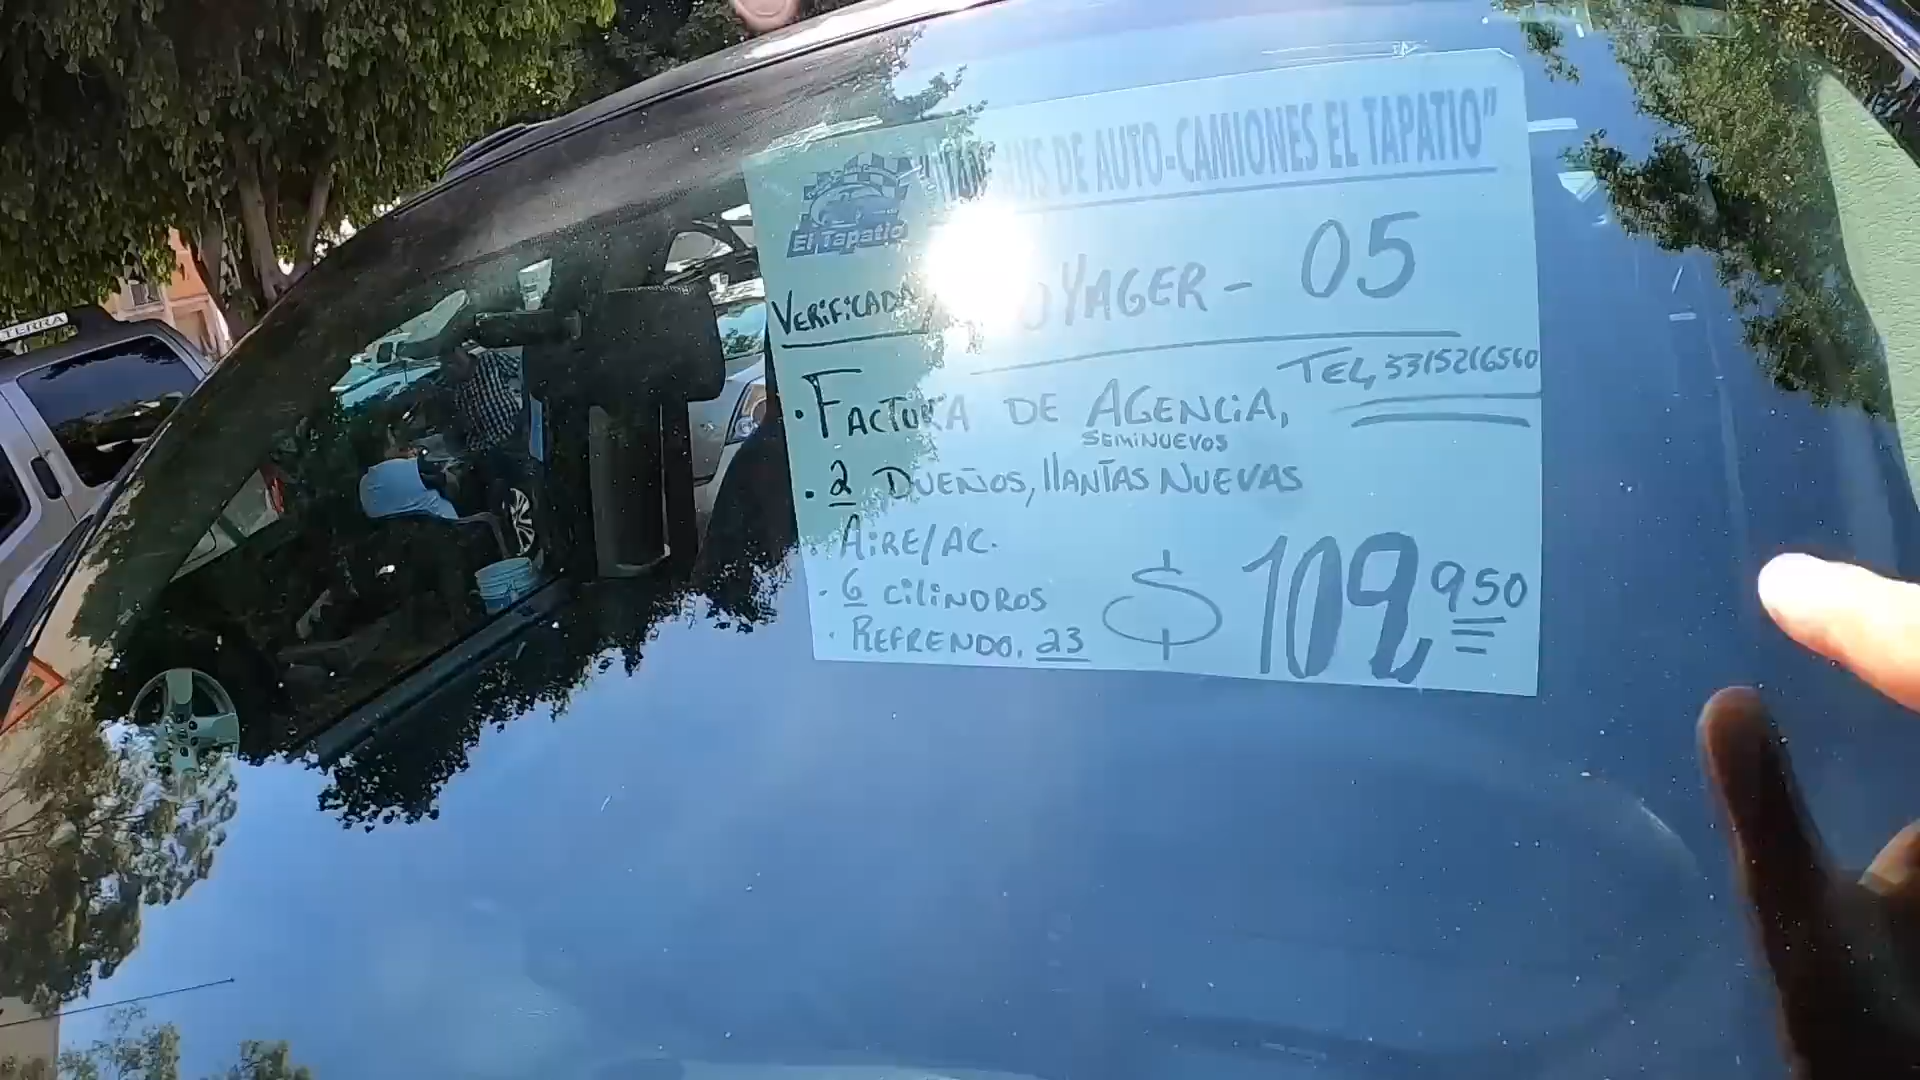 TERRA
DE AUTO-CAMIONES EL TAPATIO"
El Tapatio
05
VERIFICADA
TEL, 3315216560
• FACTURA DE AGENCIA,
SEMINUEVOS
• 2 DUEÑOS, LLANTAS NUEVAS
• AIRE/AC.
• 6 CILINDROS
• REFRENDO. 23
$ 109 950